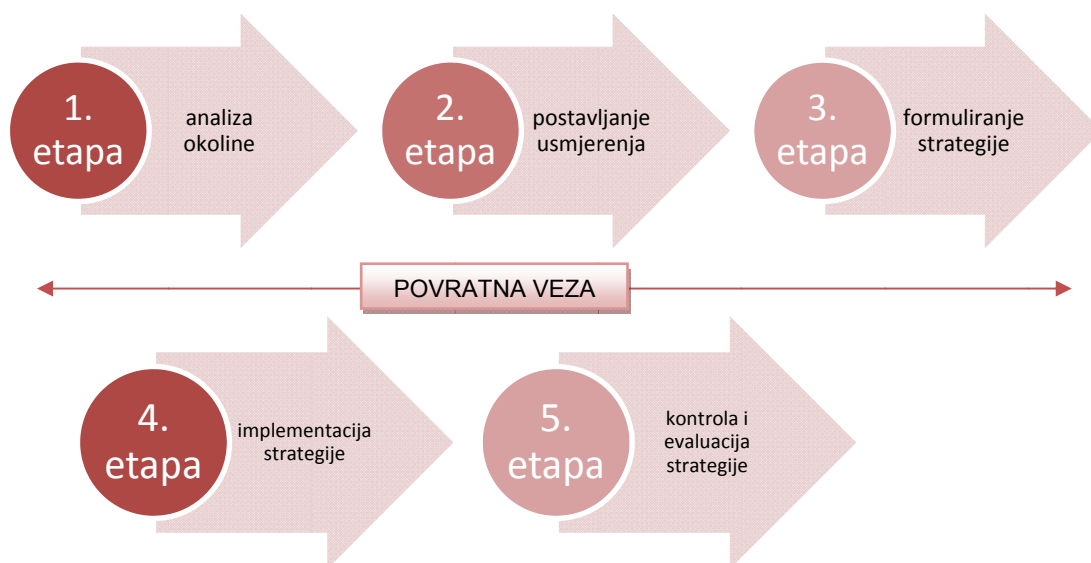 1.
etapa
analiza
okoline
2.
etapa
postavljanje
usmjerenja
3.
etapa
formuliranje
strategije
POVRATNA VEZA
4.
etapa
implementacija
strategije
5.
etapa
kontrola i
evaluacija
strategije